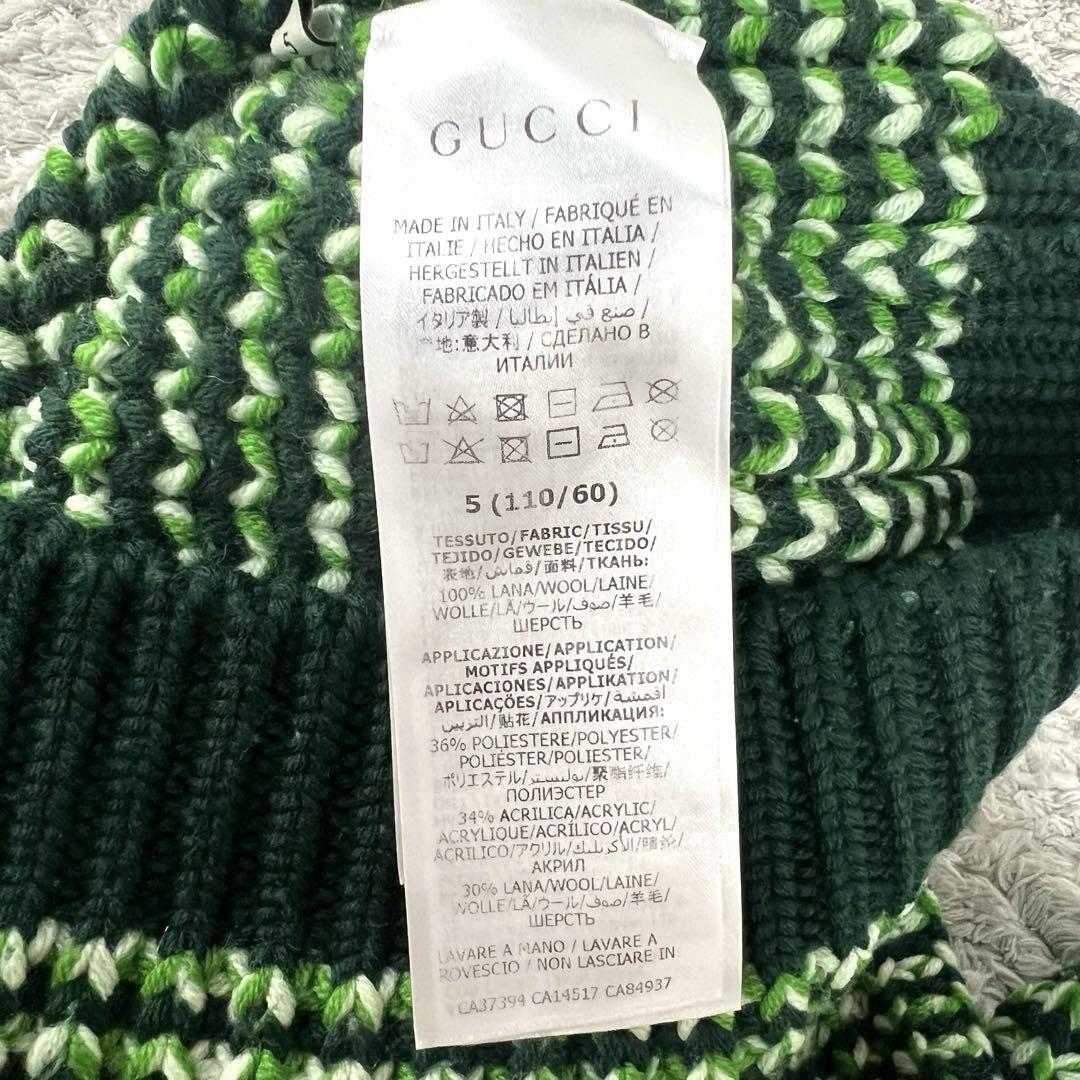 GUCCI
MADE IN ITALY / FABRIQUÉ EN
ITALIE / HECHO EN ITALIA /
HERGESTELLT IN ITALIEN /
FABRICADO EM ITÁLIA /
イタリア製 / صنع في إيطاليا /
地:意大利 / СДЕЛАНО В
ИТАЛИИ
5 (110/60)
TESSUTO/FABRIC/TISSU/
TEJIDO/GEWEBE/TECIDO/
表地/قماش/面料/ТКАНЬ:
100% LANA/WOOL/LAINE/
WOLLE/LÃ/ウール/صوف/羊毛/
ШЕРСТЬ
APPLICAZIONE/APPLICATION/
MOTIFS APPLIQUÉS/
APLICACIONES/APPLIKATION/
APLICAÇÕES/アップリケ/أقمشة
التزيين/贴花/АППЛИКАЦИЯ:
36% POLIESTERE/POLYESTER/
POLIÉSTER/POLIESTER/
ポリエステル/بوليستر/聚酯纤维/
ПОЛИЭСТЕР
34% ACRILICA/ACRYLIC/
ACRYLIQUE/ACRÍLICO/ACRYL/
ACRILICO/アクリル/الأكريليك/腈纶/
АКРИЛ
30% LANA/WOOL/LAINE/
WOLLE/LÃ/ウール/صوف/羊毛/
ШЕРСТЬ
LAVARE A MANO / LAVARE A
ROVESCIO / NON LASCIARE IN
CA37394 CA14517 CA84937